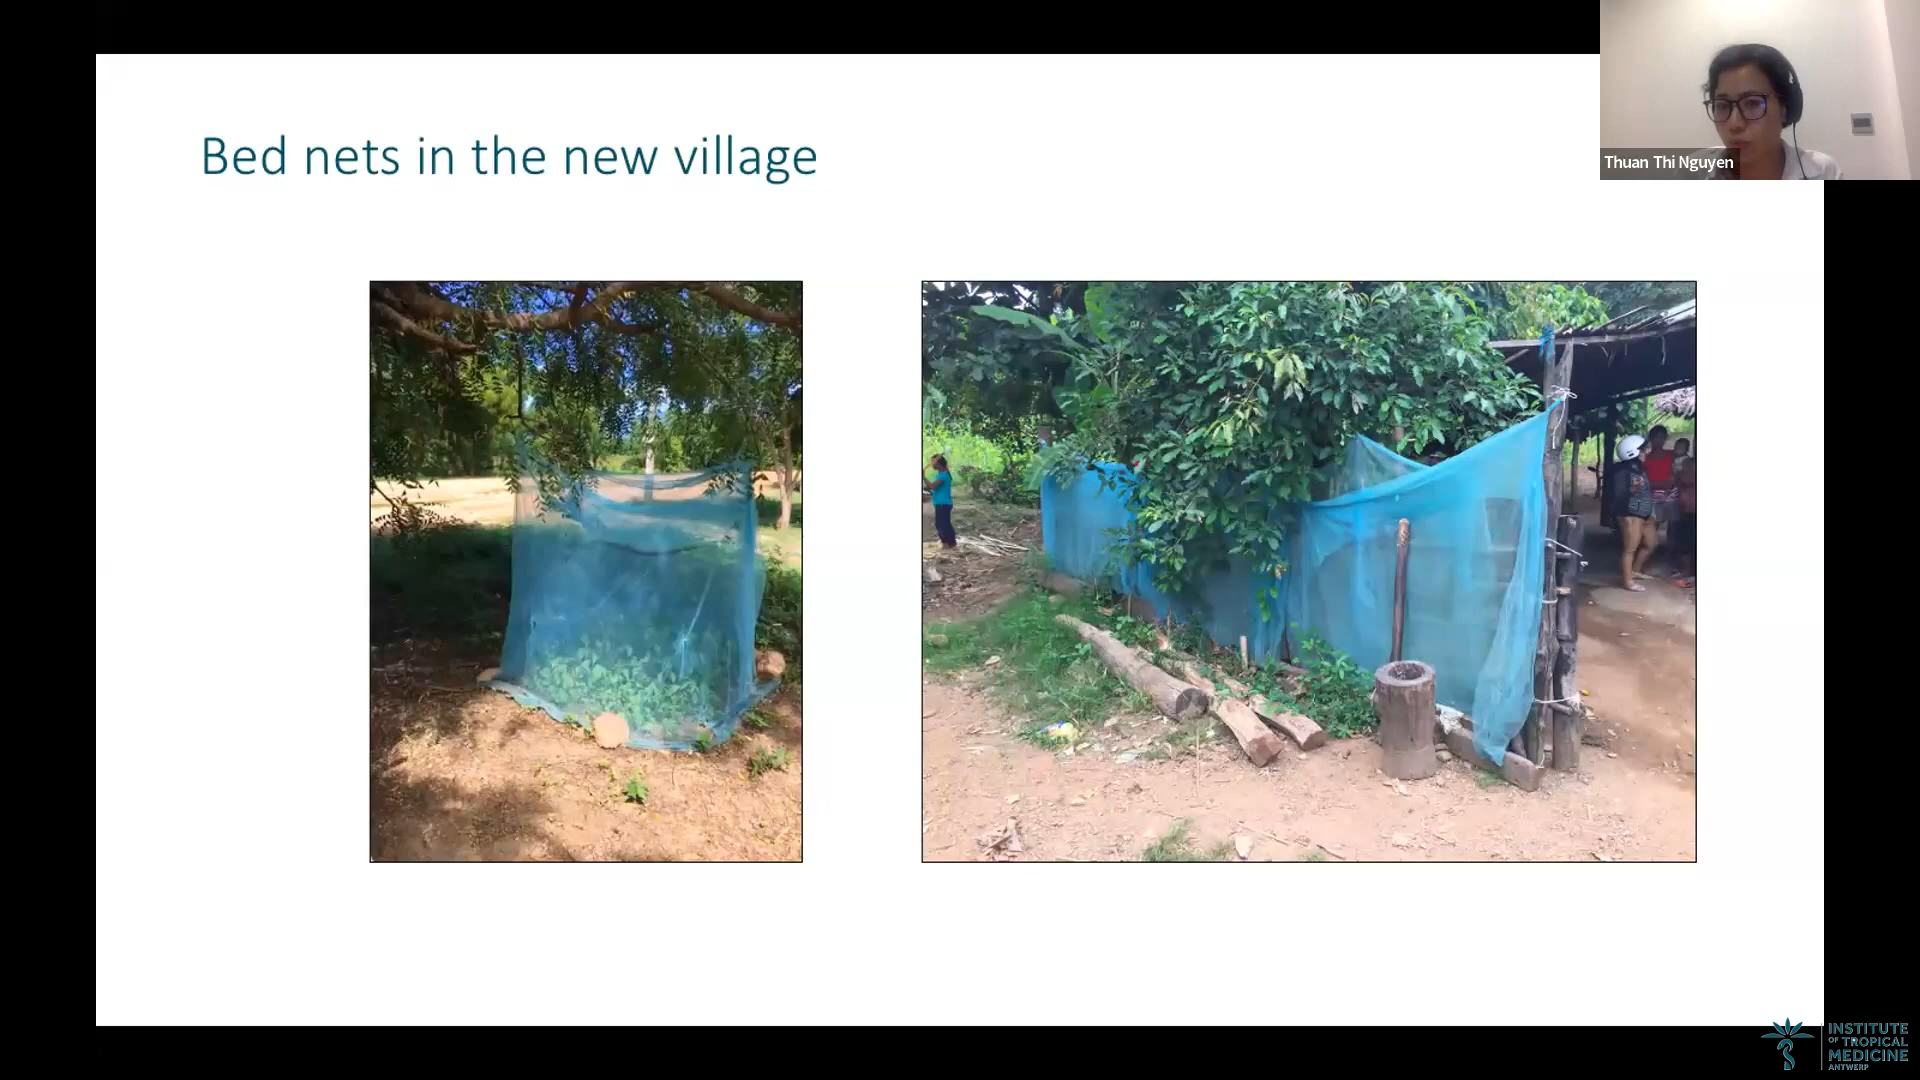 Bed nets in the new village
Thuan Thi Nguyen
INSTITUTE
OF TROPICAL
MEDICINE
ANTWERP